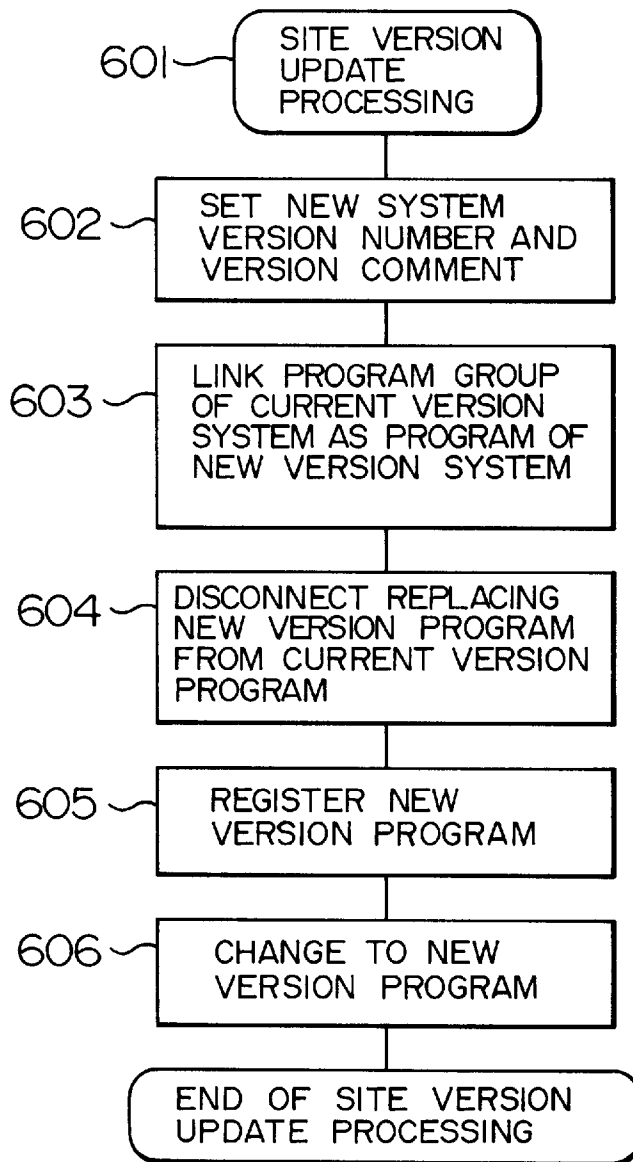 601
SITE VERSION
UPDATE
PROCESSING
602
SET NEW SYSTEM
VERSION NUMBER AND
VERSION COMMENT
603
LINK PROGRAM GROUP
OF CURRENT VERSION
SYSTEM AS PROGRAM OF
NEW VERSION SYSTEM
604
DISCONNECT REPLACING
NEW VERSION PROGRAM
FROM CURRENT VERSION
PROGRAM
605
REGISTER NEW
VERSION PROGRAM
606
CHANGE TO NEW
VERSION PROGRAM
END OF SITE VERSION
UPDATE PROCESSING